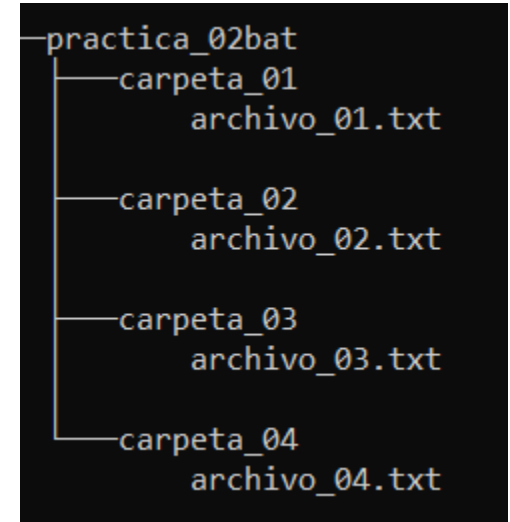 practica_02bat
carpeta_01
archivo_01.txt
carpeta_02
archivo_02.txt
carpeta_03
archivo_03.txt
carpeta_04
archivo_04.txt